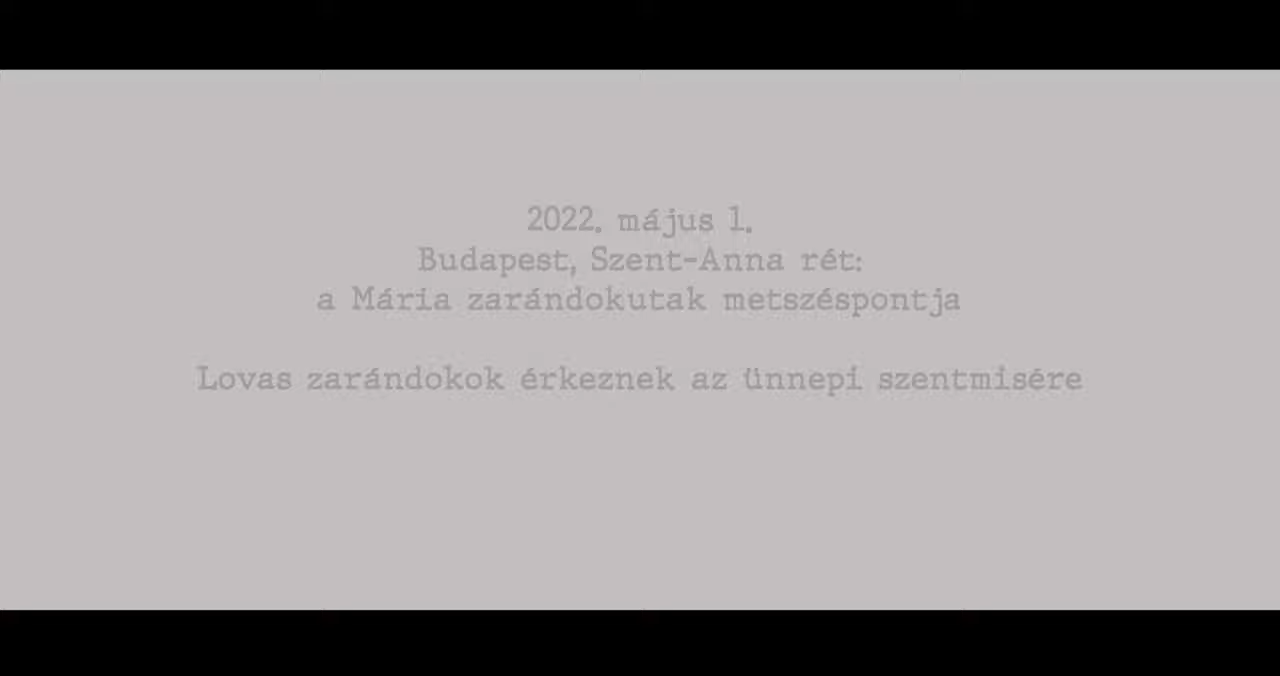 2022. május 1.
Budapest, Szent-Anna rét:
a Mária zarándokutak metszéspontja
Lovas zarándokok érkeznek az ünnepi szentmisére